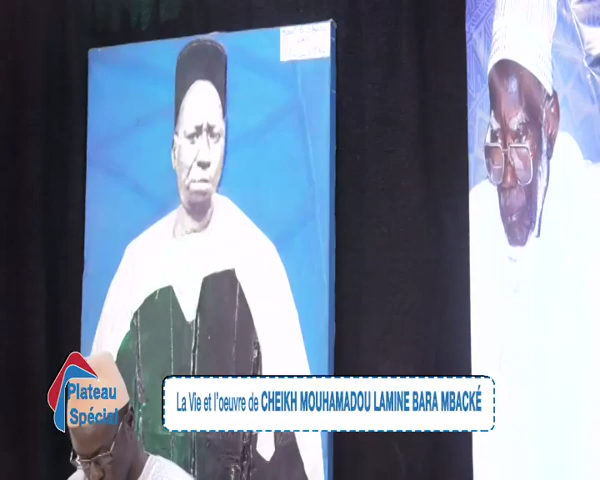 Plateau
Spécial
La Vie et l'oeuvre de CHEIKH MOUHAMADOU LAMINE BARA MBACKÉ